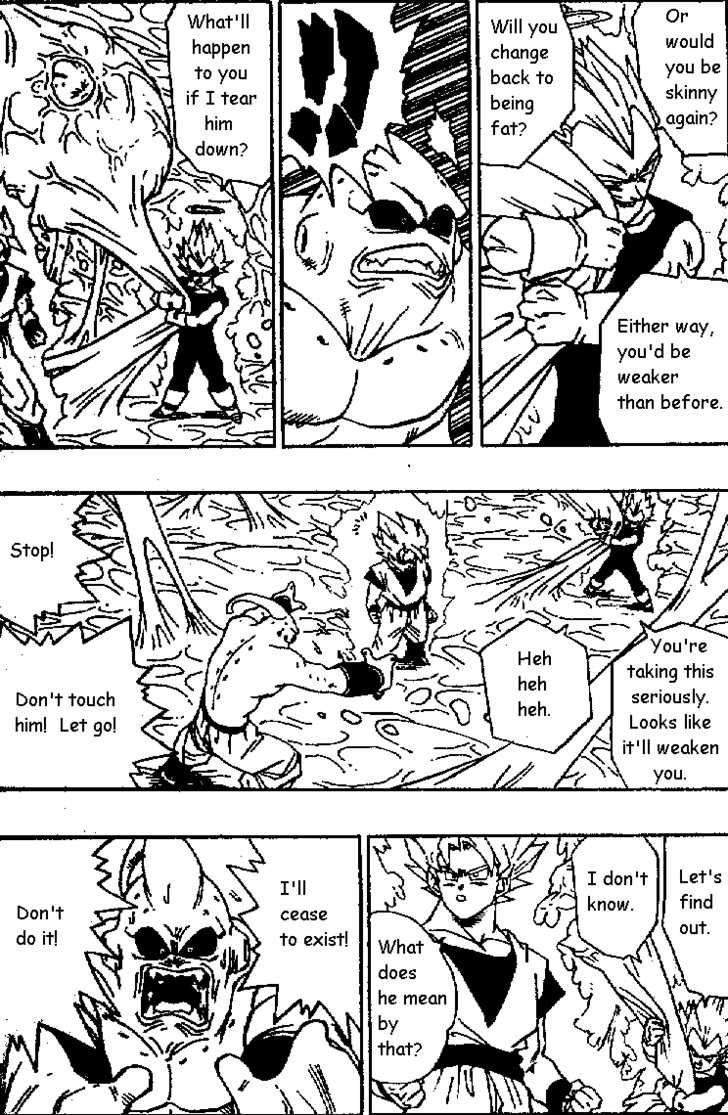 What'll
happen
to you
if I tear
him
down?
Will you
change
back to
being
fat?
Or
would
you be
skinny
again?
Either way,
you'd be
weaker
than before.
Stop!
Don't touch
him! Let go!
Heh
heh
heh.
You're
taking this
seriously.
Looks like
it'll weaken
you.
Don't
do it!
I'll
cease
to exist!
What
does
he mean
by
that?
I don't
know.
Let's
find
out.